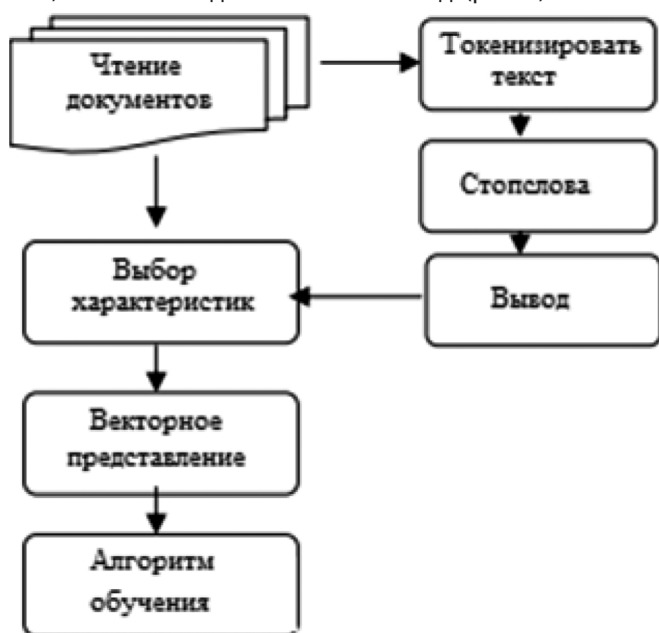 Чтение
документов
Токенизировать
текст
Стопслова
Вывод
Выбор
характеристик
Векторное
представление
Алгоритм
обучения